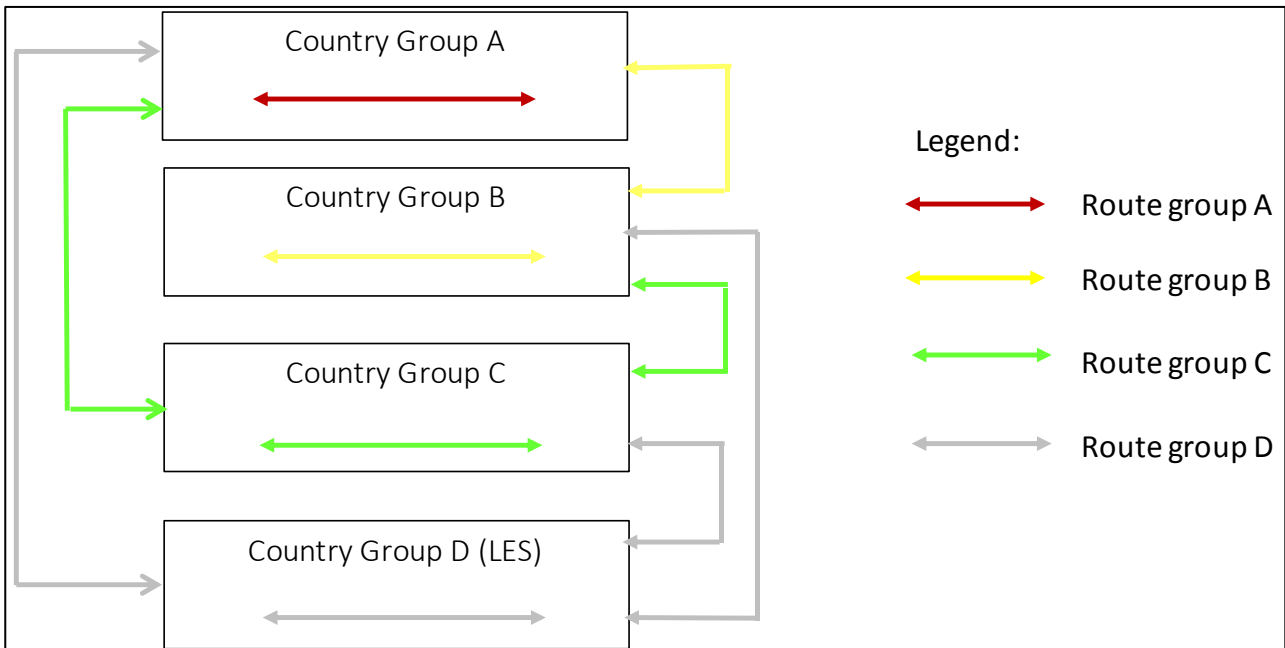 Country Group A
Country Group B
Country Group C
Country Group D (LES)
Legend:
Route group A
Route group B
Route group C
Route group D